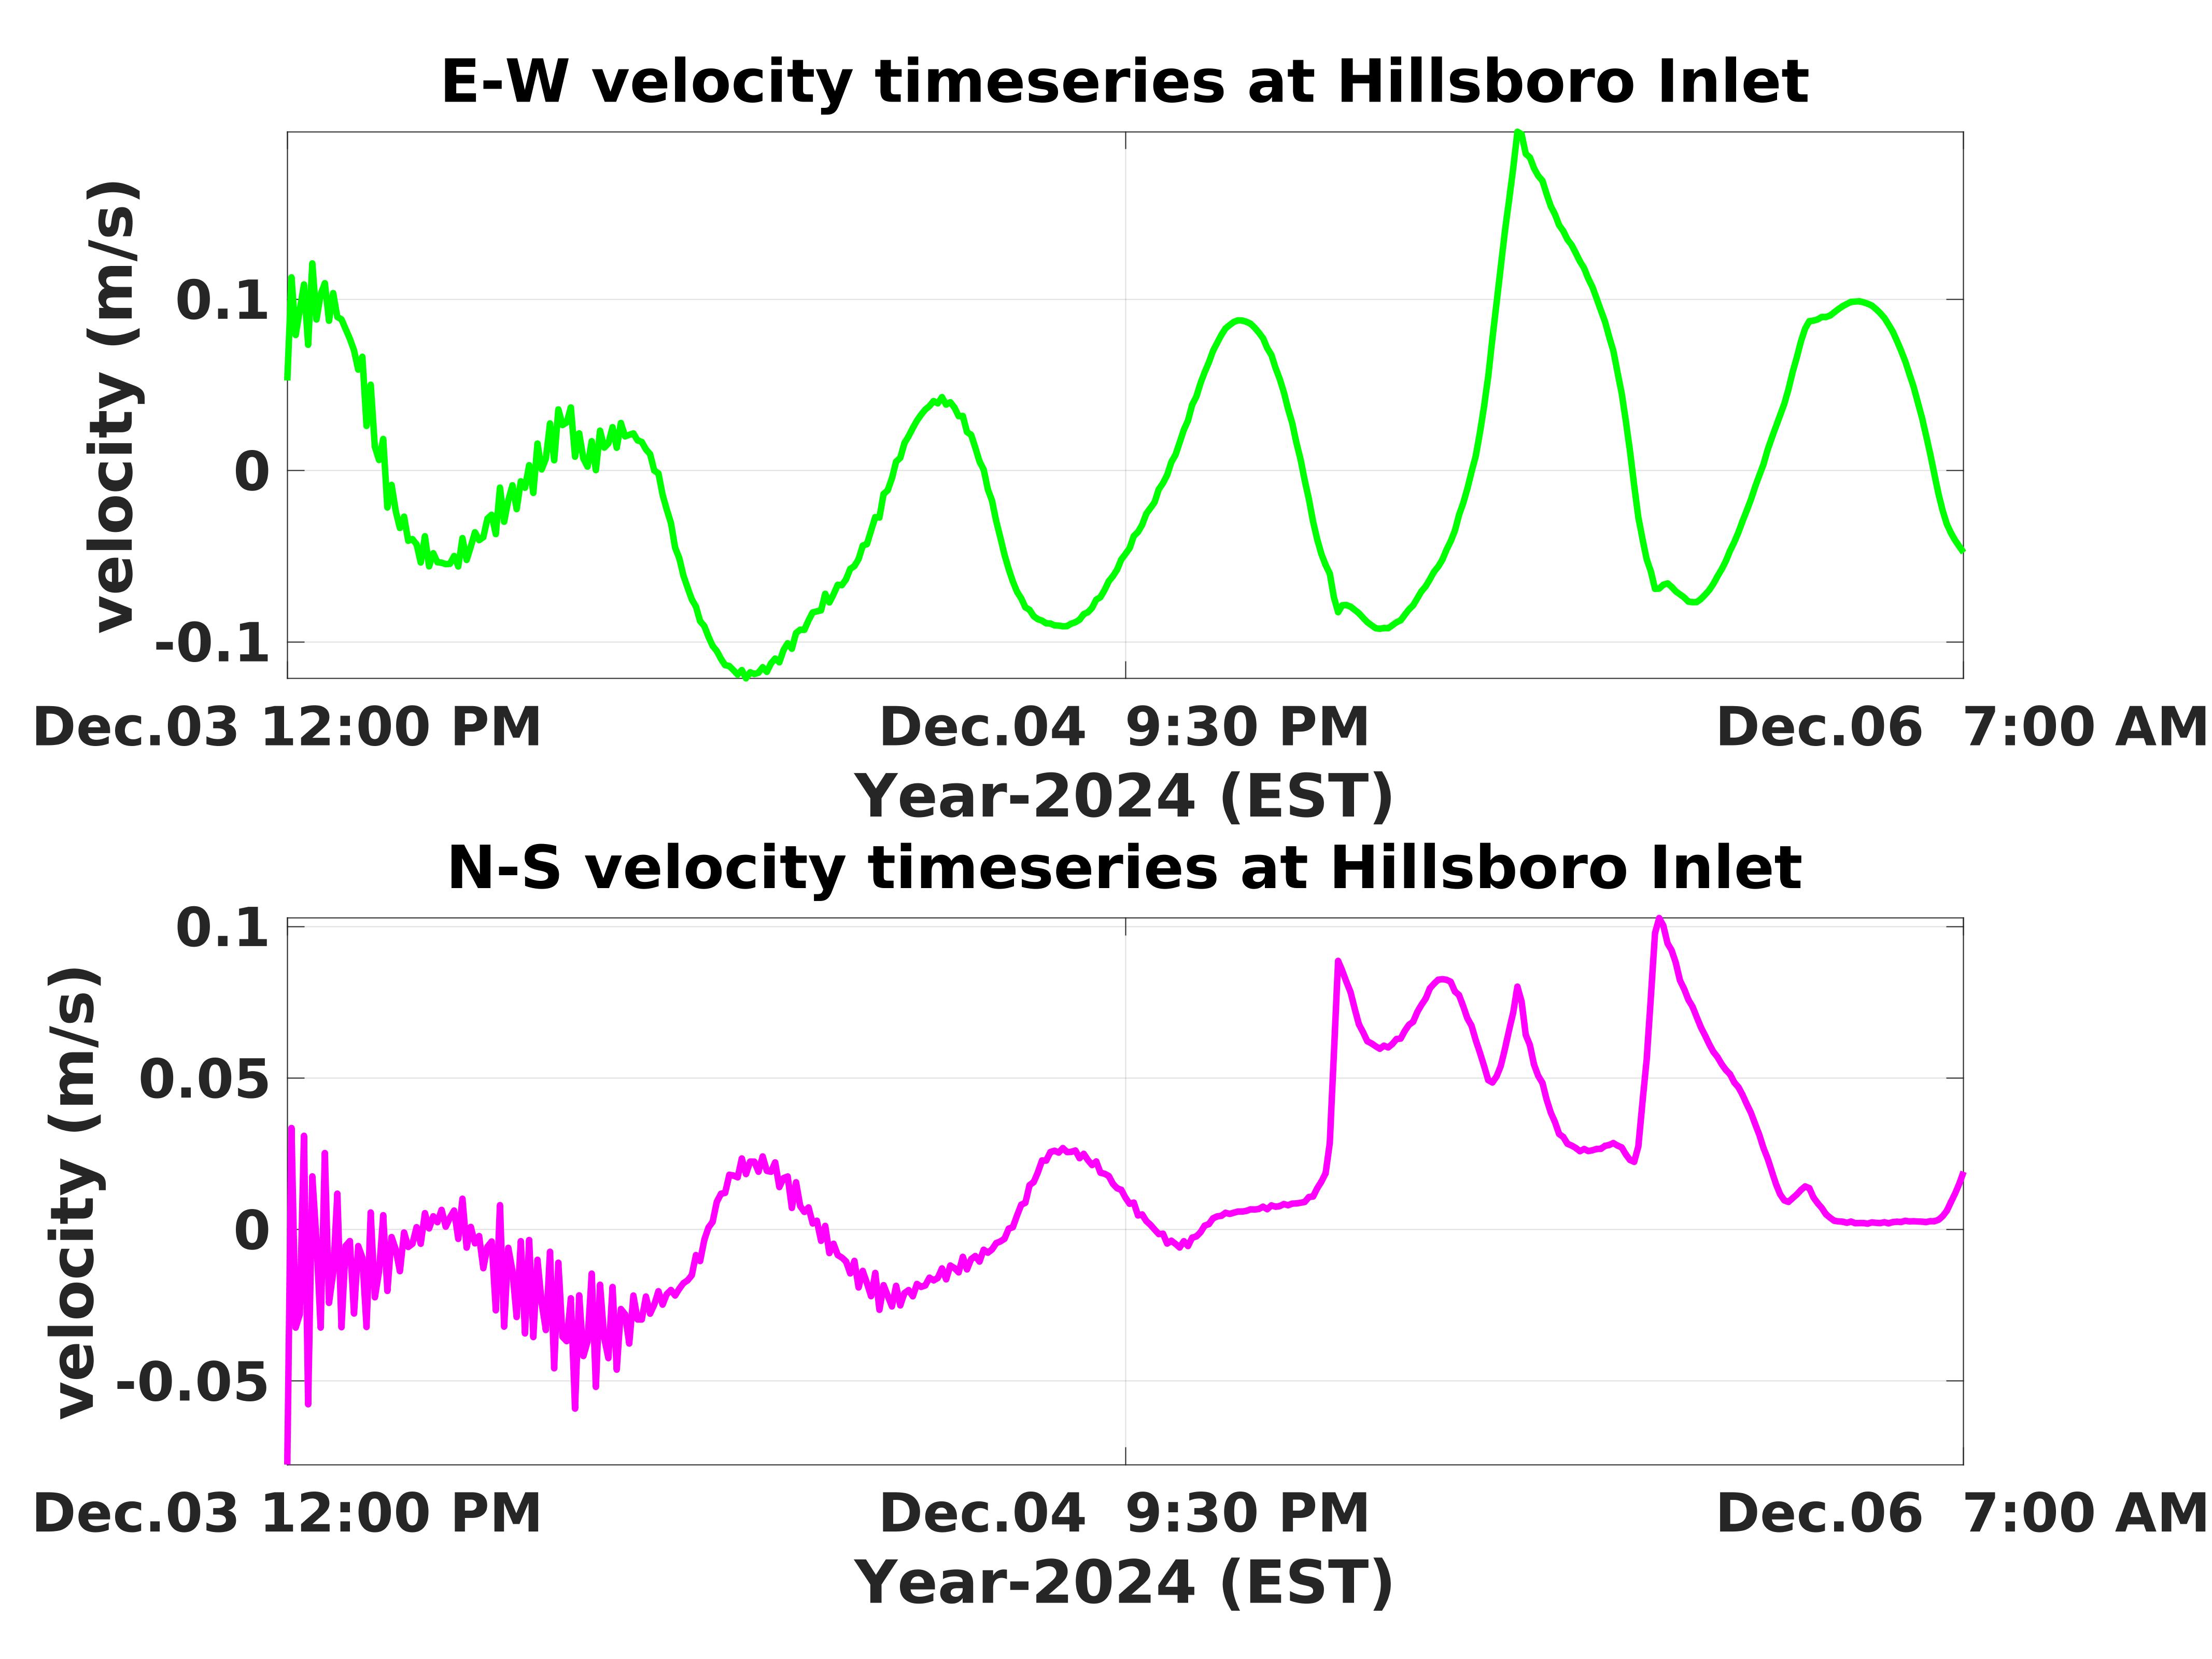 E-W velocity timeseries at Hillsboro Inlet
velocity (m/s)
0.1
0
-0.1
Dec.03 12:00 PM
Dec.04  9:30 PM
Dec.06  7:00 AM
Year-2024 (EST)
N-S velocity timeseries at Hillsboro Inlet
velocity (m/s)
0.1
0.05
0
-0.05
Dec.03 12:00 PM
Dec.04  9:30 PM
Dec.06  7:00 AM
Year-2024 (EST)